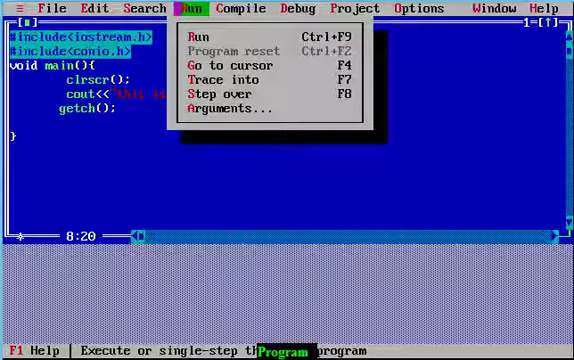 ≡ File Edit Search Run Compile Debug Project Options Window Help
1=[↑]
#include<iostream.h>
#include<conio.h>
void main(){
clrscr();
cout<<"
getch();
}
Run Ctrl+F9
Program reset Ctrl+F2
Go to cursor F4
Trace into F7
Step over F8
Arguments...
8:20
F1 Help | Execute or single-step Program program